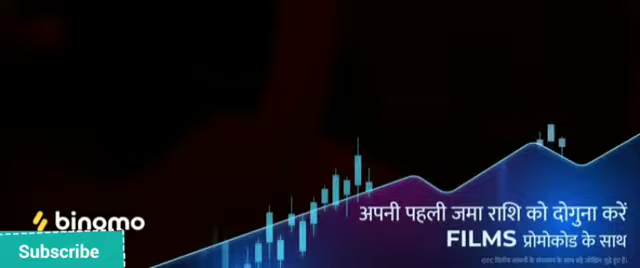 binomo
Subscribe
अपनी पहली जमा राशि को दोगुना करें
FILMS प्रोमोकोड के साथ